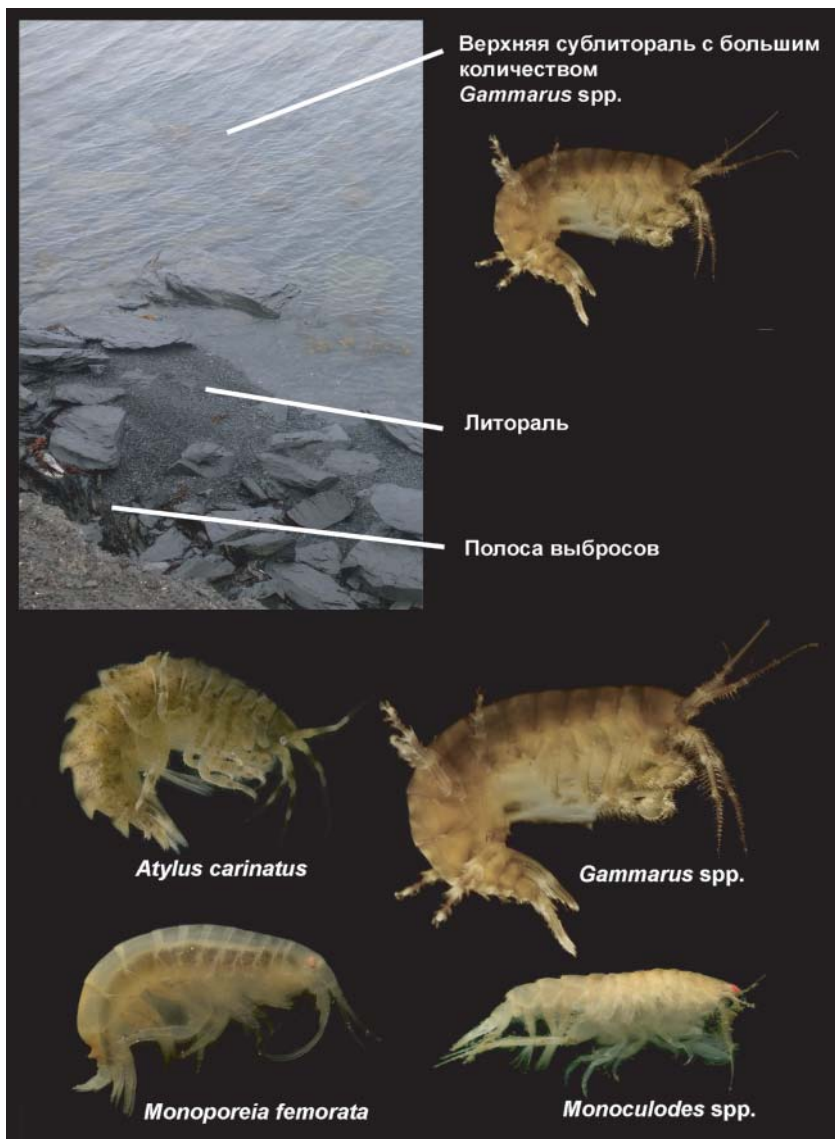 Верхняя сублитораль с большим
количеством
Gammarus spp.
Литораль
Полоса выбросов
Atylus carinatus
Gammarus spp.
Monoporeia femorata
Monoculodes spp.